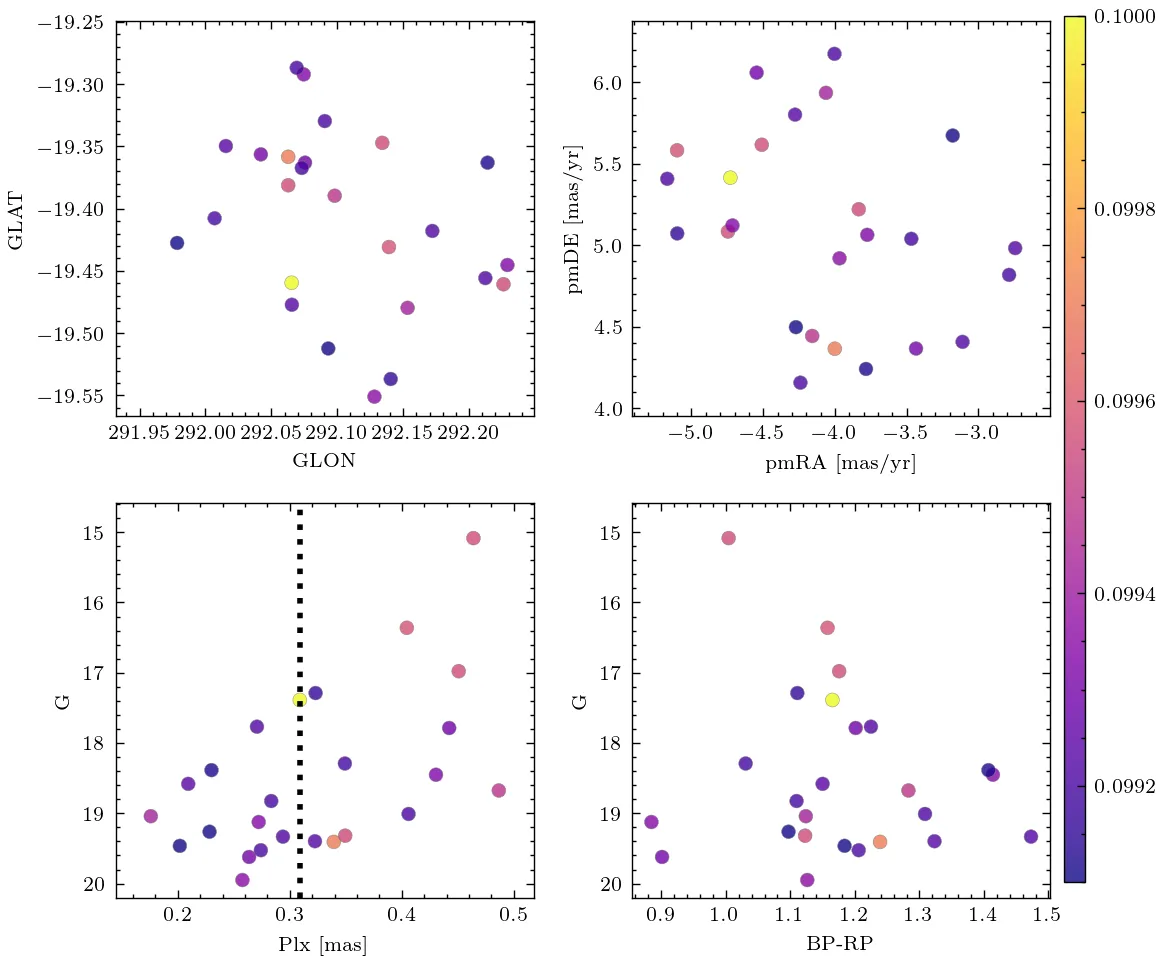 −19.25
−19.30
−19.35
−19.40
−19.45
−19.50
−19.55
GLAT
291.95 292.00 292.05 292.10 292.15 292.20
GLON
6.0
5.5
5.0
4.5
4.0
pmDE [mas/yr]
−5.0 −4.5 −4.0 −3.5 −3.0
pmRA [mas/yr]
0.1000
0.0998
0.0996
0.0994
0.0992
15
16
17
18
19
20
G
0.2 0.3 0.4 0.5
Plx [mas]
15
16
17
18
19
20
G
0.9 1.0 1.1 1.2 1.3 1.4 1.5
BP-RP